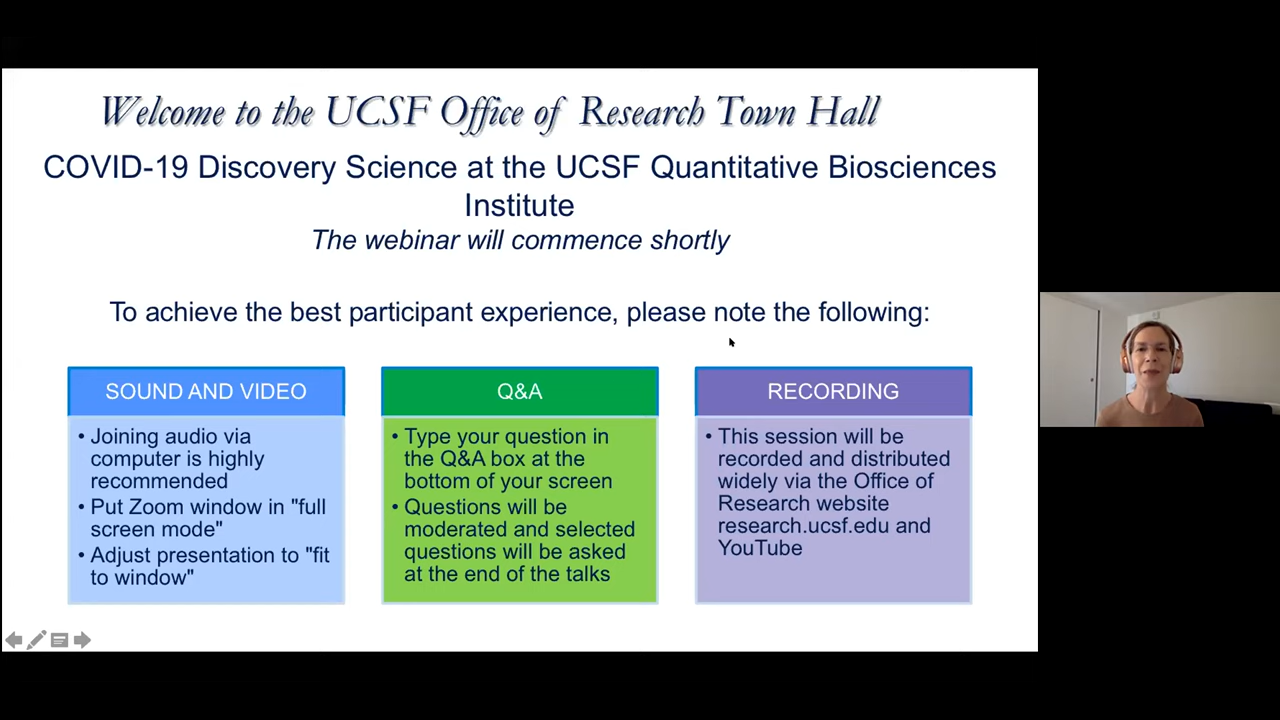 Welcome to the UCSF Office of Research Town Hall
COVID-19 Discovery Science at the UCSF Quantitative Biosciences
Institute
The webinar will commence shortly
To achieve the best participant experience, please note the following:
SOUND AND VIDEO
• Joining audio via
computer is highly
recommended
• Put Zoom window in "full
screen mode"
• Adjust presentation to "fit
to window"
Q&A
• Type your question in
the Q&A box at the
bottom of your screen
• Questions will be
moderated and selected
questions will be asked
at the end of the talks
RECORDING
• This session will be
recorded and distributed
widely via the Office of
Research website
research.ucsf.edu and
YouTube